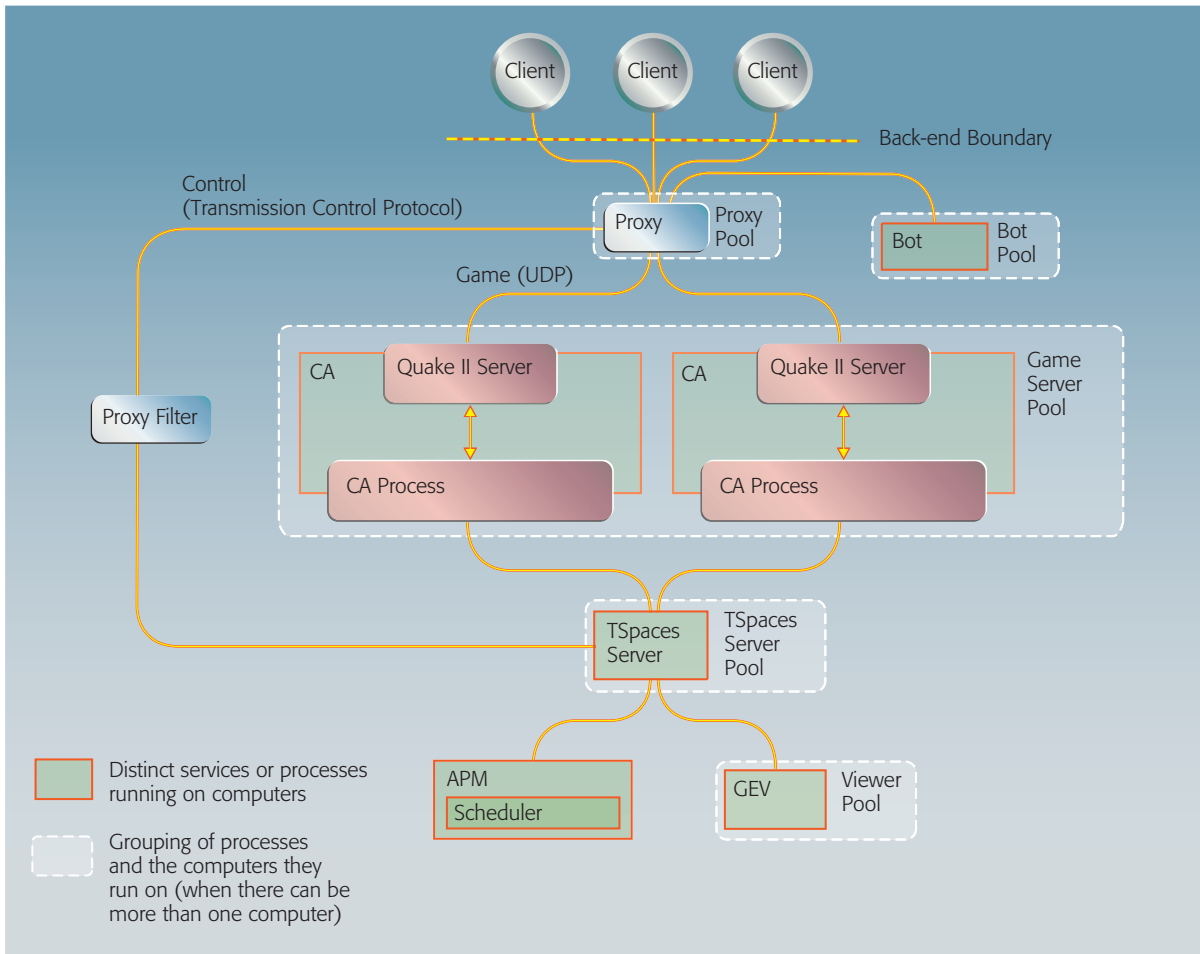 Client
Client
Client
Back-end Boundary
Control
(Transmission Control Protocol)
Proxy
Proxy
Pool
Bot
Bot
Pool
Game (UDP)
CA
Quake II Server
CA
Quake II Server
Game
Server
Pool
Proxy Filter
CA Process
CA Process
TSpaces
Server
TSpaces
Server
Pool
APM
Scheduler
GEV
Viewer
Pool
Distinct services or processes
running on computers
Grouping of processes
and the computers they
run on (when there can be
more than one computer)